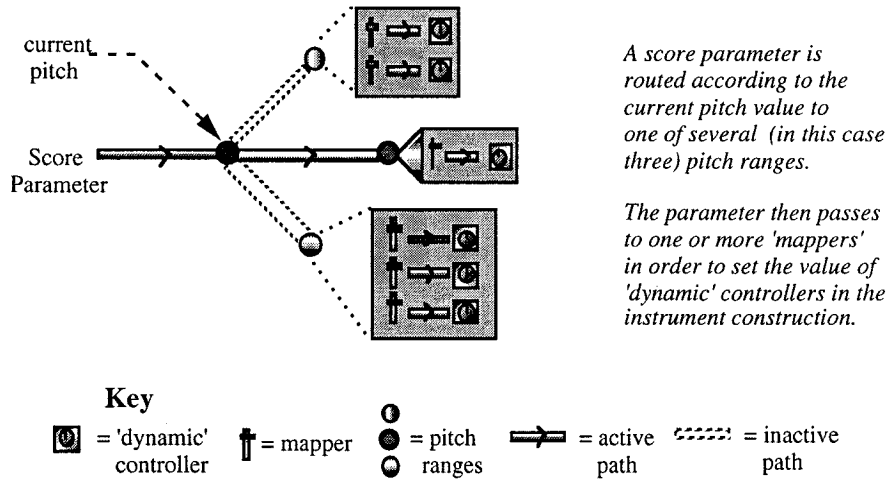 current
pitch
Score
Parameter
A score parameter is
routed according to the
current pitch value to
one of several (in this case
three) pitch ranges.
The parameter then passes
to one or more 'mappers'
in order to set the value of
'dynamic' controllers in the
instrument construction.
Key
= 'dynamic'
controller
= mapper
= pitch
ranges
= active
path
= inactive
path